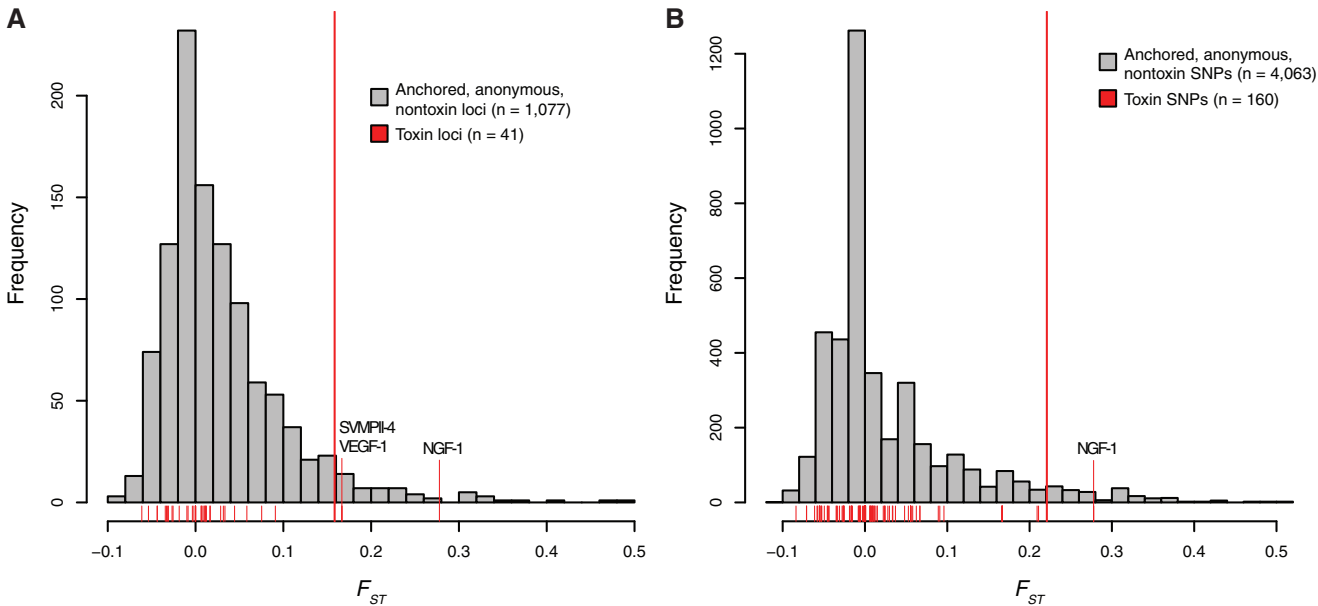 A
Frequency
200
150
100
50
0
Anchored, anonymous,
nontoxin loci (n = 1,077)
Toxin loci (n = 41)
SVMPII-4
VEGF-1
NGF-1
−0.1 0.0 0.1 0.2 0.3 0.4 0.5
FST
B
Frequency
1200
1000
800
600
400
200
0
Anchored, anonymous,
nontoxin SNPs (n = 4,063)
Toxin SNPs (n = 160)
NGF-1
−0.1 0.0 0.1 0.2 0.3 0.4 0.5
FST